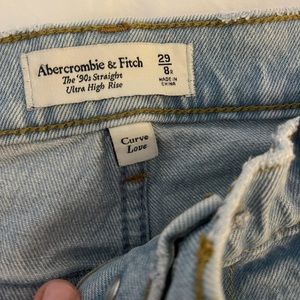 Abercrombie & Fitch
The '90s Straight
Ultra High Rise
29
8R
MADE IN
CHINA
Curve
Love